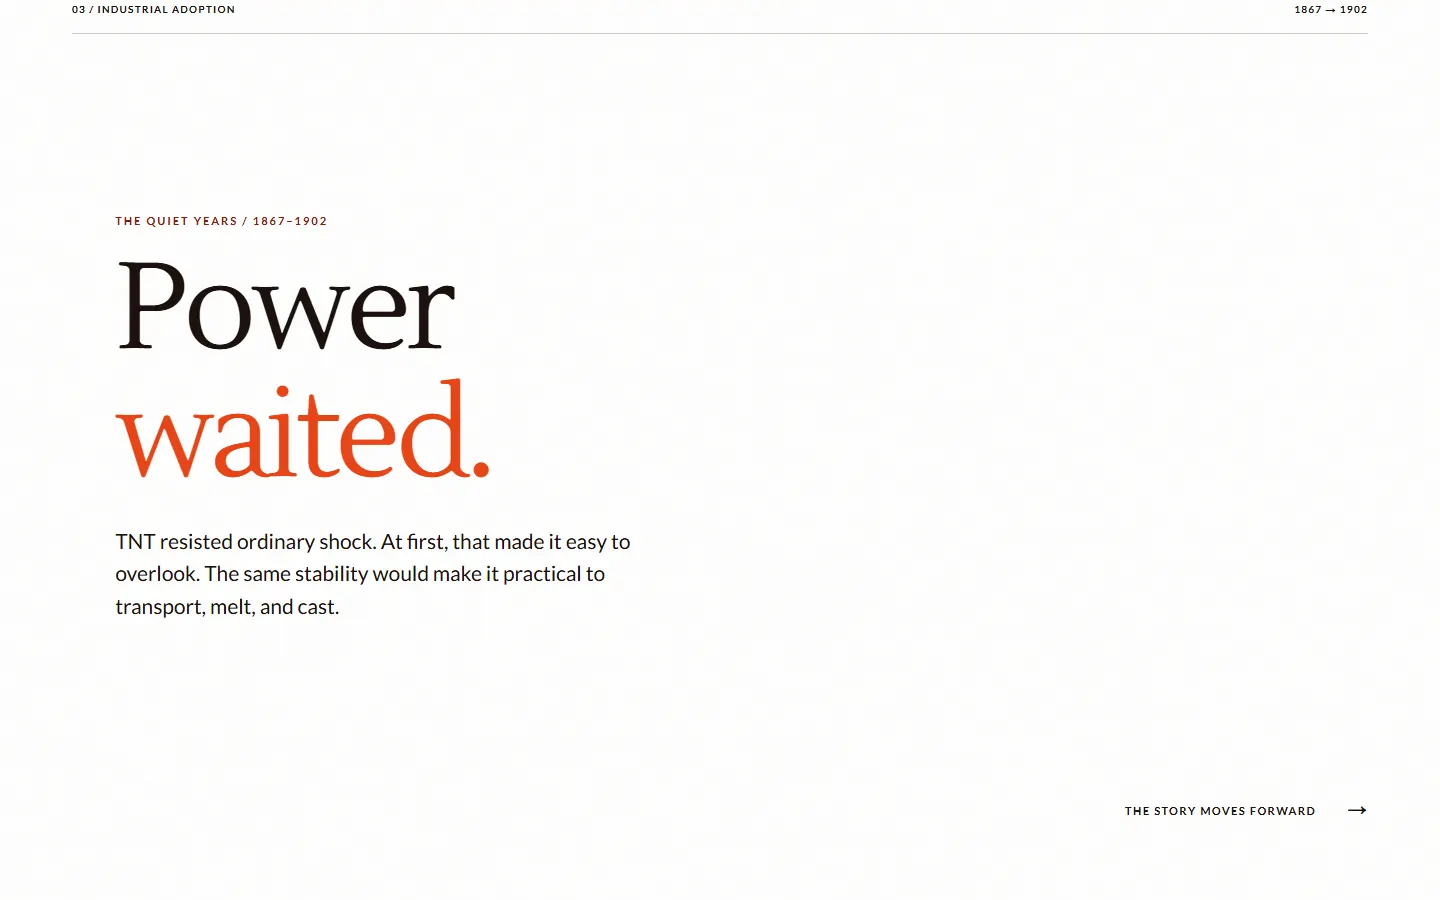 03 / INDUSTRIAL ADOPTION
1867 → 1902
THE QUIET YEARS / 1867–1902
Power
waited.
TNT resisted ordinary shock. At first, that made it easy to
overlook. The same stability would make it practical to
transport, melt, and cast.
THE STORY MOVES FORWARD →